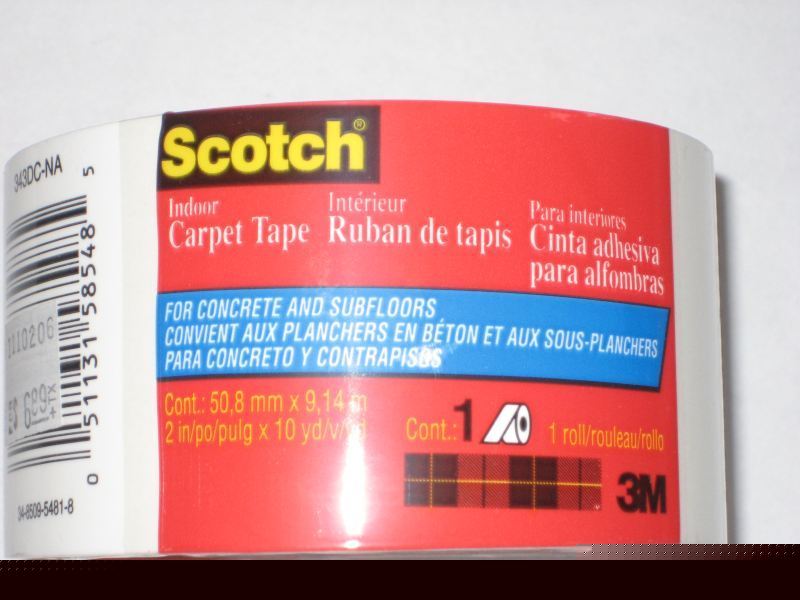 Scotch®
Indoor
Carpet Tape
Intérieur
Ruban de tapis
Para interiores
Cinta adhesiva
para alfombras
FOR CONCRETE AND SUBFLOORS
CONVIENT AUX PLANCHERS EN BÉTON ET AUX SOUS-PLANCHERS
PARA CONCRETO Y CONTRAPISOS
Cont.: 50,8 mm x 9,14 m
2 in/po/pulg x 10 yd/v/yd
Cont.: 1
1 roll/rouleau/rollo
3M
343DC-NA
0 51131 58548 5
1110206
34-8509-5481-8